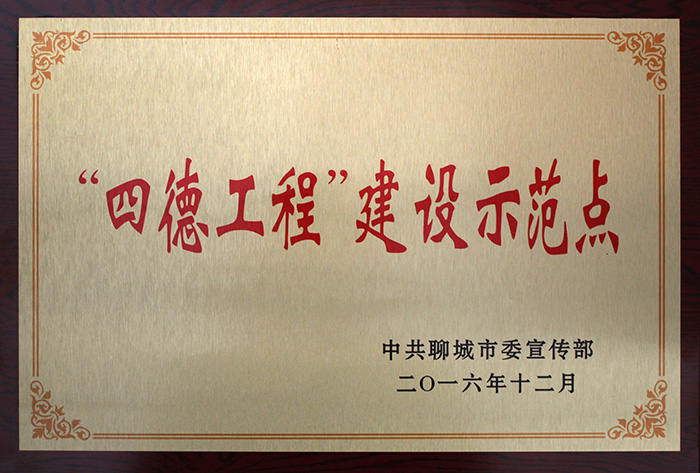 “四德工程”建设示范点
中共聊城市委宣传部
二〇一六年十二月